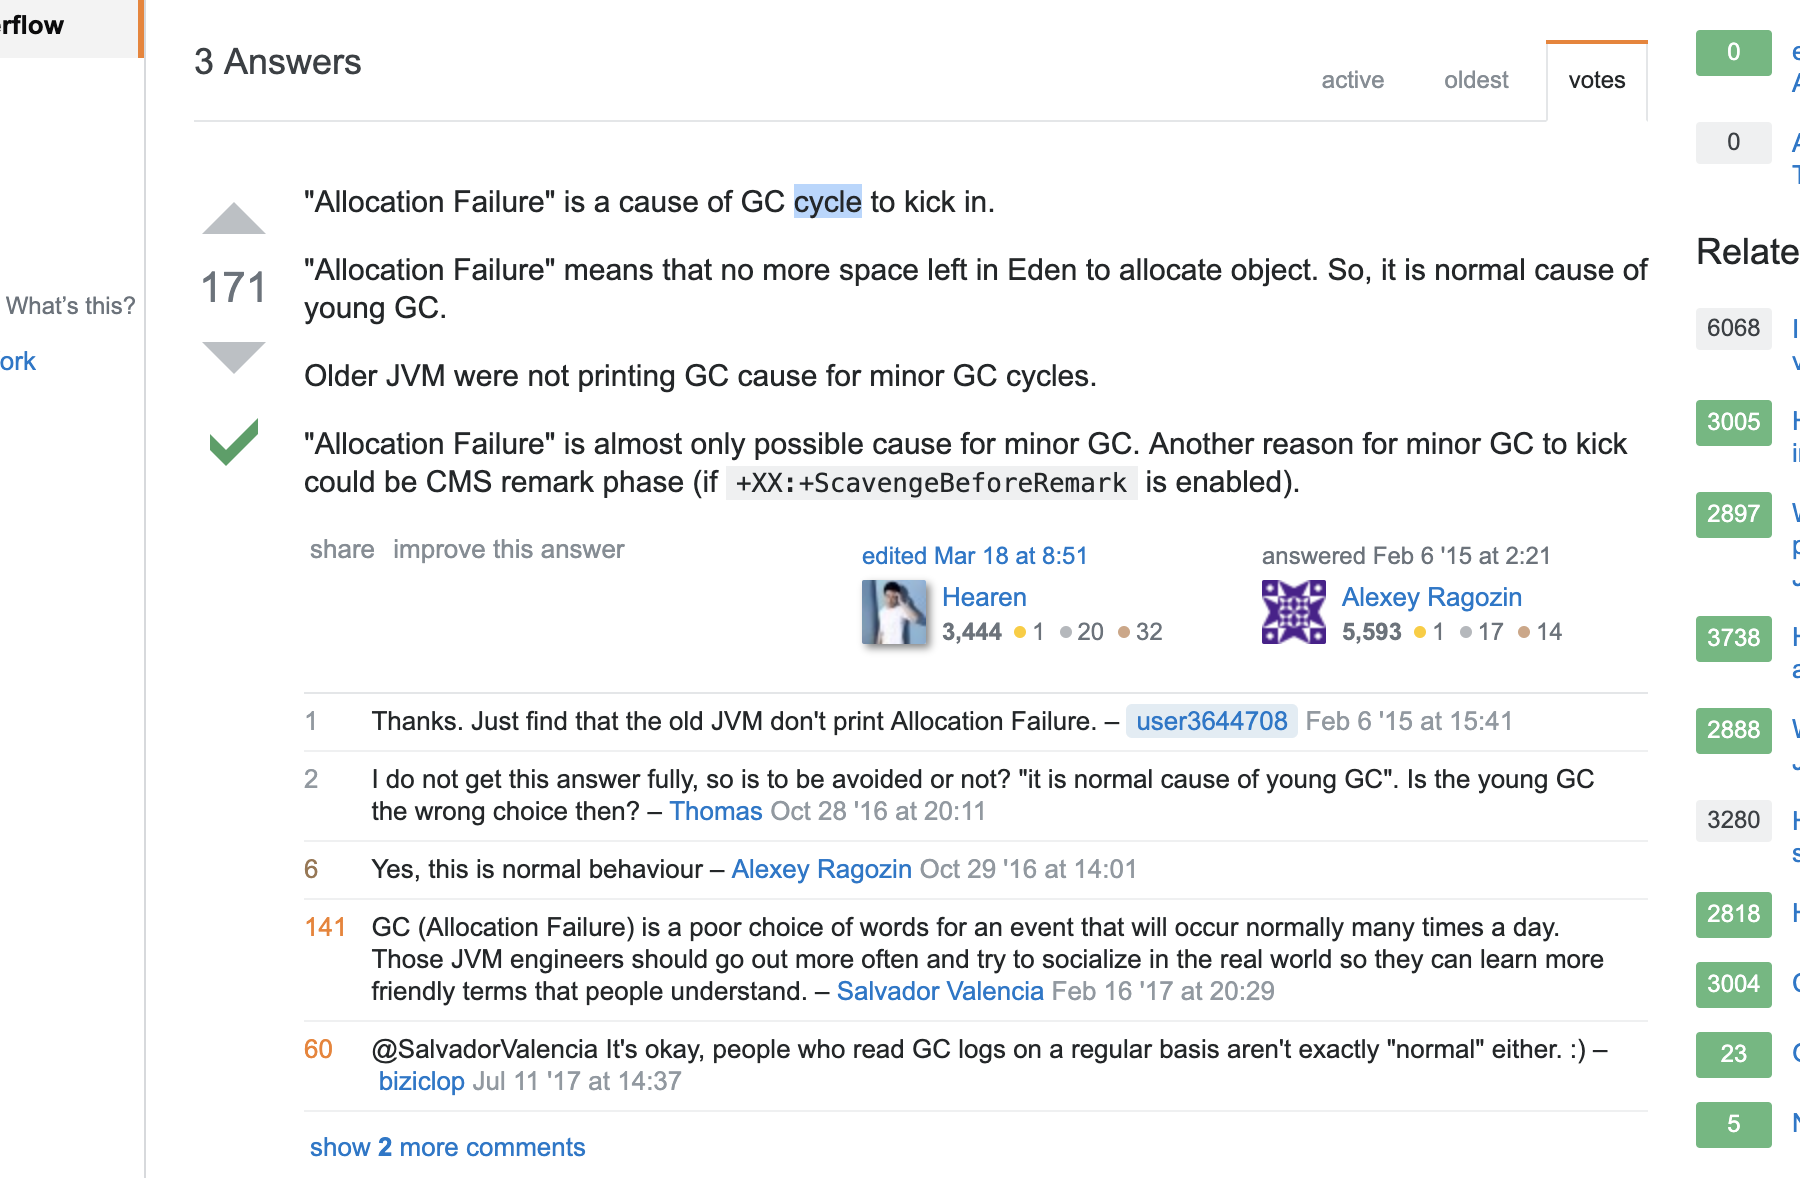 erflow
What's this?
ork
3 Answers
active
oldest
votes
"Allocation Failure" is a cause of GC cycle to kick in.
171
"Allocation Failure" means that no more space left in Eden to allocate object. So, it is normal cause of
young GC.
Older JVM were not printing GC cause for minor GC cycles.
"Allocation Failure" is almost only possible cause for minor GC. Another reason for minor GC to kick
could be CMS remark phase (if +XX:+ScavengeBeforeRemark is enabled).
share improve this answer
edited Mar 18 at 8:51
Hearen
3,444 1 20 32
answered Feb 6 '15 at 2:21
Alexey Ragozin
5,593 1 17 14
1 Thanks. Just find that the old JVM don't print Allocation Failure. – user3644708 Feb 6 '15 at 15:41
2 I do not get this answer fully, so is to be avoided or not? "it is normal cause of young GC". Is the young GC
the wrong choice then? – Thomas Oct 28 '16 at 20:11
6 Yes, this is normal behaviour – Alexey Ragozin Oct 29 '16 at 14:01
141 GC (Allocation Failure) is a poor choice of words for an event that will occur normally many times a day.
Those JVM engineers should go out more often and try to socialize in the real world so they can learn more
friendly terms that people understand. – Salvador Valencia Feb 16 '17 at 20:29
60 @SalvadorValencia It's okay, people who read GC logs on a regular basis aren't exactly "normal" either. :) –
biziclop Jul 11 '17 at 14:37
show 2 more comments
0
0
Relate
6068
3005
2897
3738
2888
3280
2818
3004
23
5